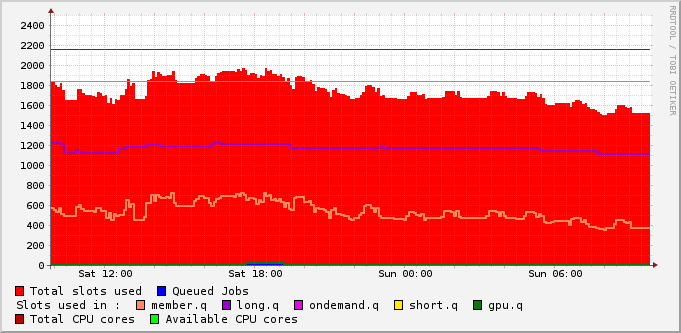 RRDTOOL / TOBI OETIKER
2400
2200
2000
1800
1600
1400
1200
1000
800
600
400
200
0
Sat 12:00 Sat 18:00 Sun 00:00 Sun 06:00
Total slots used Queued Jobs
Slots used in : member.q long.q ondemand.q short.q gpu.q
Total CPU cores Available CPU cores